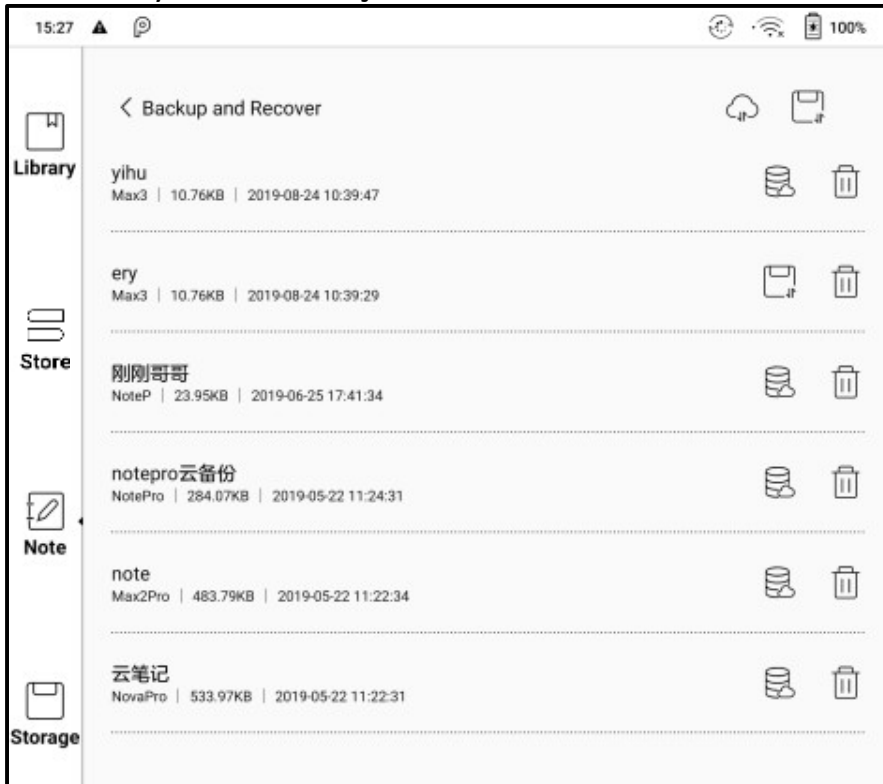 15:27 100%
Backup and Recover
Library
yihu
Max3 | 10.76KB | 2019-08-24 10:39:47
ery
Max3 | 10.76KB | 2019-08-24 10:39:29
Store
刚刚哥哥
NoteP | 23.95KB | 2019-06-25 17:41:34
notepro云备份
NotePro | 284.07KB | 2019-05-22 11:24:31
Note
note
Max2Pro | 483.79KB | 2019-05-22 11:22:34
云笔记
NovaPro | 533.97KB | 2019-05-22 11:22:31
Storage